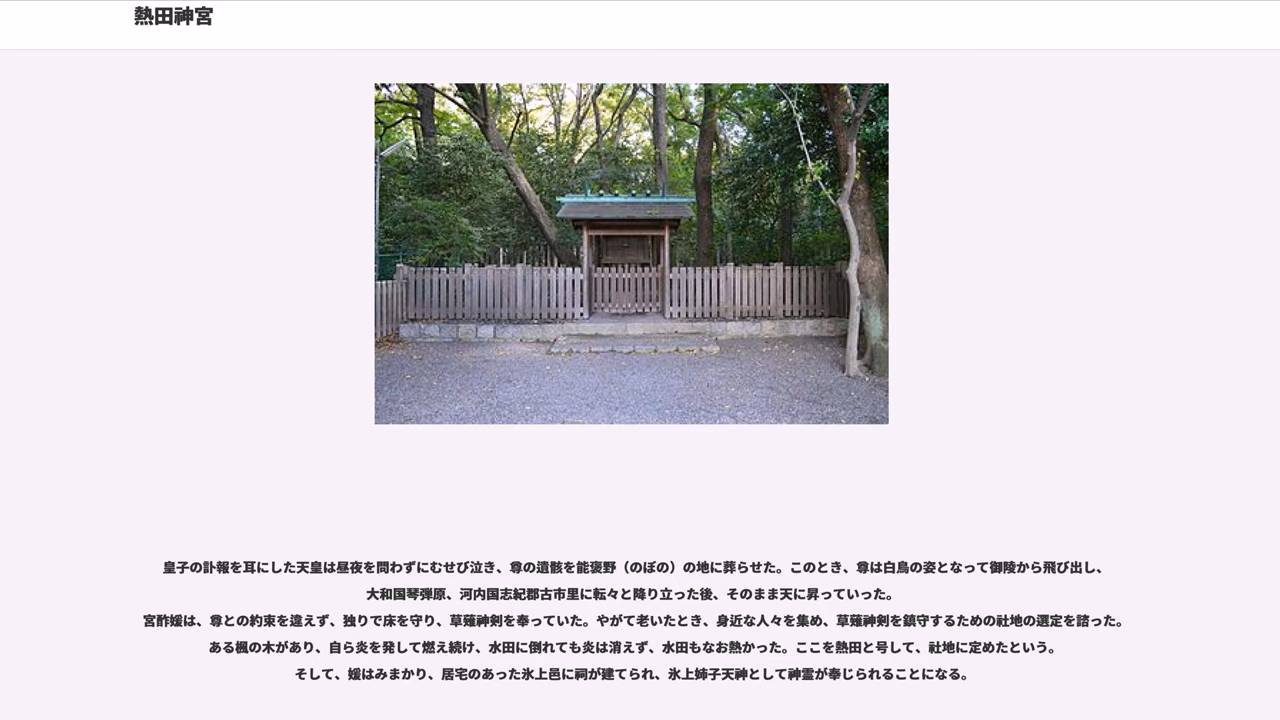 熱田神宮
皇子の訃報を耳にした天皇は昼夜を問わずにむせび泣き、尊の遺骸を能褒野（のぼの）の地に葬らせた。このとき、尊は白鳥の姿となって御陵から飛び出し、
大和国琴弾原、河内国志紀郡古市里に転々と降り立った後、そのまま天に昇っていった。
宮酢媛は、尊との約束を違えず、独りで床を守り、草薙神剣を奉っていた。やがて老いたとき、身近な人々を集め、草薙神剣を鎮守するための社地の選定を諮った。
ある楓の木があり、自ら炎を発して燃え続け、水田に倒れても炎は消えず、水田もなお熱かった。ここを熱田と号して、社地に定めたという。
そして、媛はみまかり、居宅のあった氷上邑に祠が建てられ、氷上姉子天神として神霊が奉じられることになる。